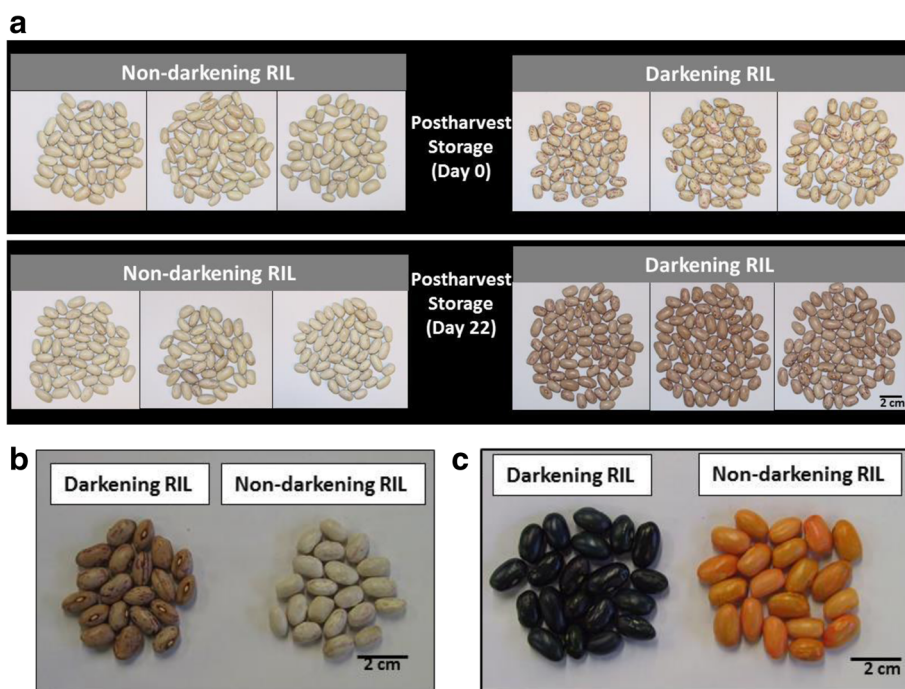 a
Non-darkening RIL
Postharvest
Storage
(Day 0)
Darkening RIL
Non-darkening RIL
Postharvest
Storage
(Day 22)
Darkening RIL
2 cm
b
Darkening RIL
Non-darkening RIL
2 cm
c
Darkening RIL
Non-darkening RIL
2 cm